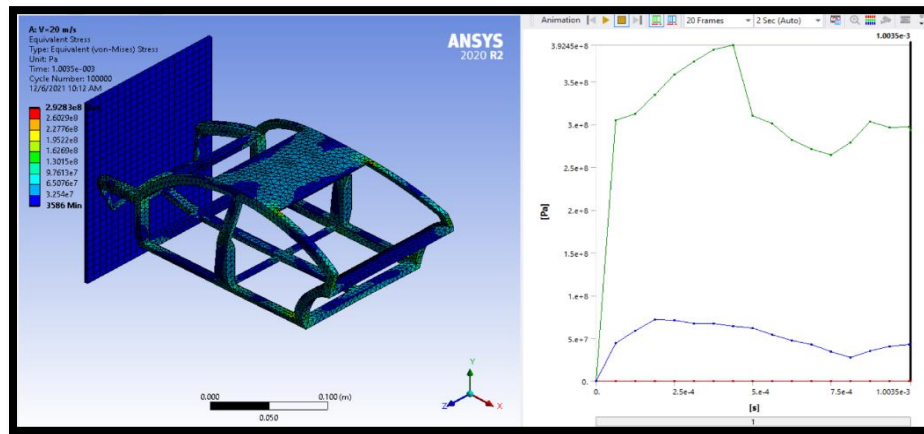 Animation
20 Frames
2 Sec (Auto)
A: V=20 m/s
Equivalent Stress
Type: Equivalent (von-Mises) Stress
Unit: Pa
Time: 1.0035e-003
Cycle Number: 100000
12/6/2021 10:12 AM
2.9283e8
2.6029e8
2.2776e8
1.9522e8
1.6269e8
1.3015e8
9.7613e7
6.5076e7
3.254e7
3586 Min
ANSYS
2020 R2
0.000
0.100 (m)
0.050
Y
Z
X
1.0035e-3
3.9245e+8
3.5e+8
3.e+8
2.5e+8
2.e+8
1.5e+8
1.e+8
5.e+7
0.
[Pa]
0.
2.5e-4
5.e-4
7.5e-4
1.0035e-3
[s]
1